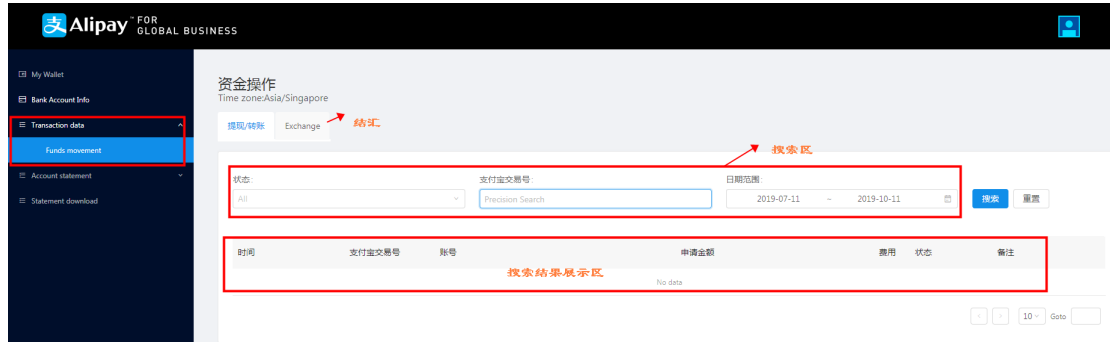 支 Alipay™ FOR
GLOBAL BUSINESS
My Wallet
Bank Account Info
Transaction data
Funds movement
Account statement
Statement download
资金操作
Time zone:Asia/Singapore
提现/转账 Exchange 结汇
搜索区
状态: 支付宝交易号: 日期范围:
All Precision Search 2019-07-11 ~ 2019-10-11 搜索 重置
时间 支付宝交易号 账号 申请金额 费用 状态 备注
搜索结果展示区
No data
< > 10 Goto